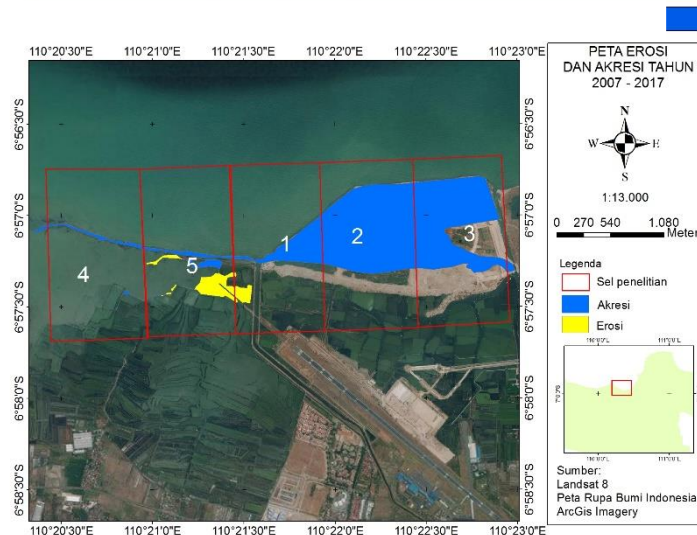 110°20'30"E 110°21'0"E 110°21'30"E 110°22'0"E 110°22'30"E 110°23'0"E
PETA EROSI
DAN AKRESI TAHUN
2007 - 2017
N
W E
S
1:13.000
0 270 540 1.080
Meter
Legenda
Sel penelitian
Akresi
Erosi
Sumber:
Landsat 8
Peta Rupa Bumi Indonesia
ArcGis Imagery
6°56'30"S
6°57'0"S
6°57'30"S
6°58'0"S
6°58'30"S
1
2
3
4
5
6°56'30"S
6°57'0"S
6°57'30"S
6°58'0"S
6°58'30"S
110°20'30"E 110°21'0"E 110°21'30"E 110°22'0"E 110°22'30"E 110°23'0"E